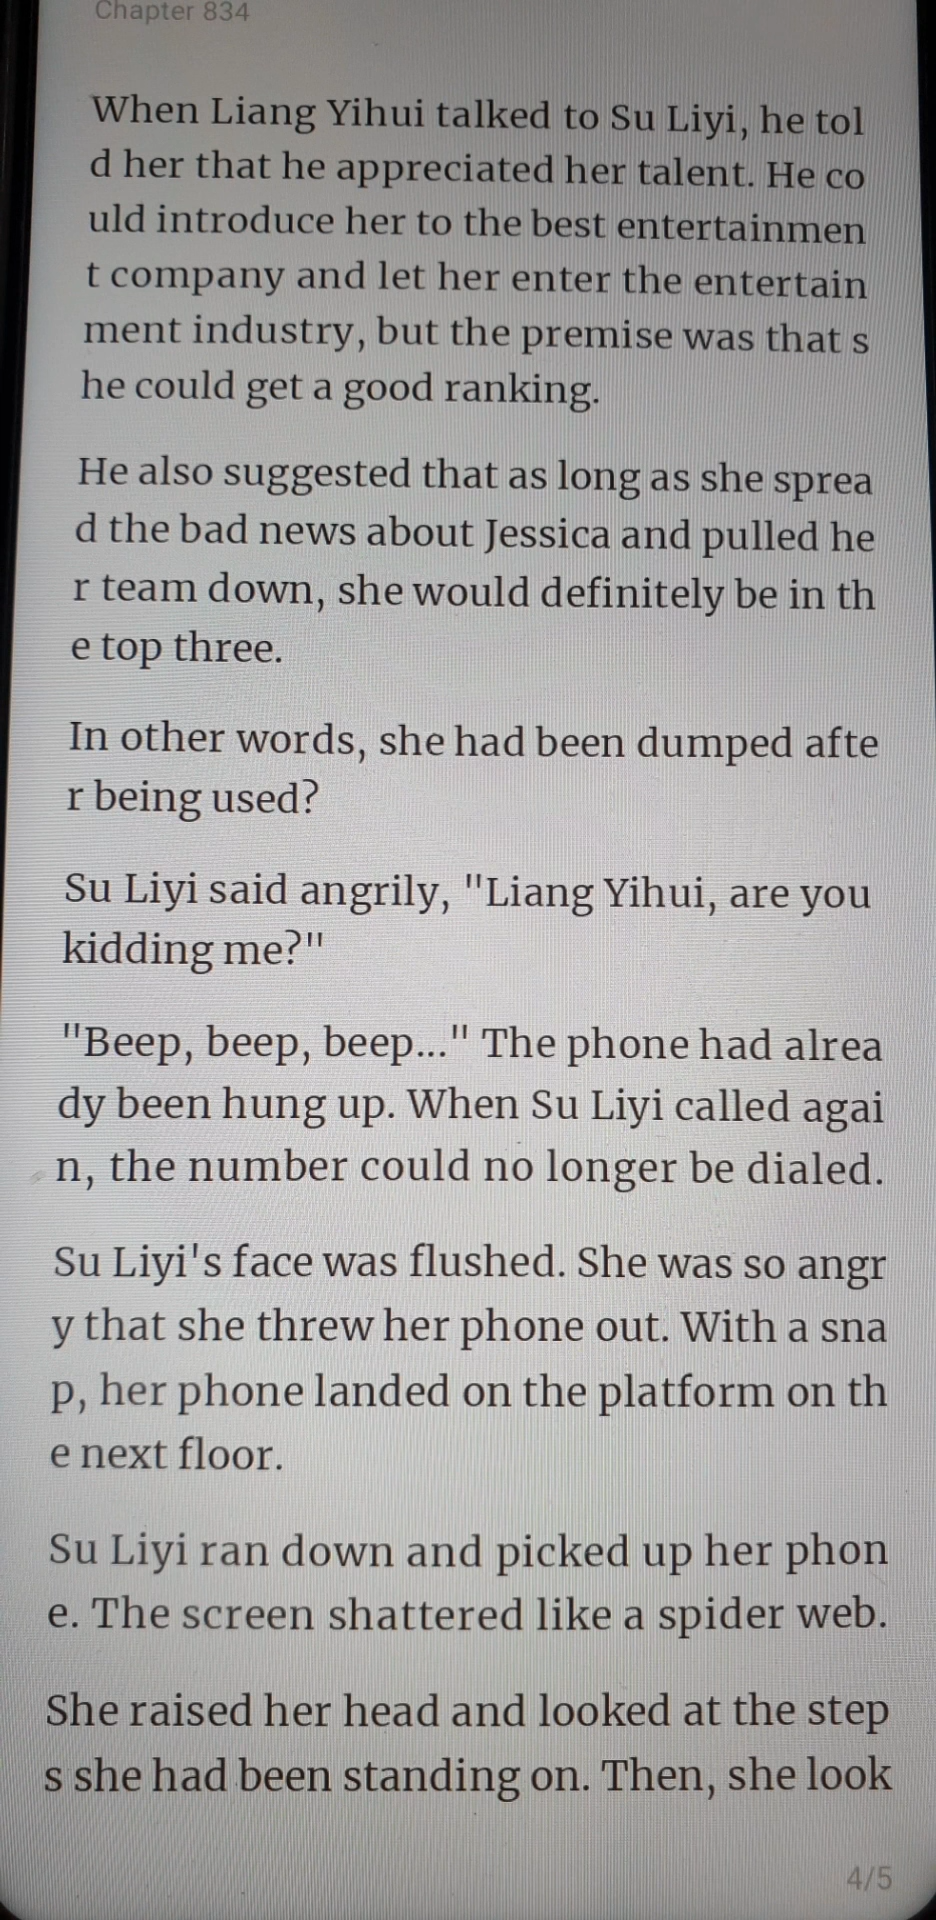 Chapter 834
When Liang Yihui talked to Su Liyi, he tol
d her that he appreciated her talent. He co
uld introduce her to the best entertainmen
t company and let her enter the entertain
ment industry, but the premise was that s
he could get a good ranking.
He also suggested that as long as she sprea
d the bad news about Jessica and pulled he
r team down, she would definitely be in th
e top three.
In other words, she had been dumped afte
r being used?
Su Liyi said angrily, "Liang Yihui, are you
kidding me?"
"Beep, beep, beep..." The phone had alrea
dy been hung up. When Su Liyi called agai
n, the number could no longer be dialed.
Su Liyi's face was flushed. She was so angr
y that she threw her phone out. With a sna
p, her phone landed on the platform on th
e next floor.
Su Liyi ran down and picked up her phon
e. The screen shattered like a spider web.
She raised her head and looked at the step
s she had been standing on. Then, she look
4/5